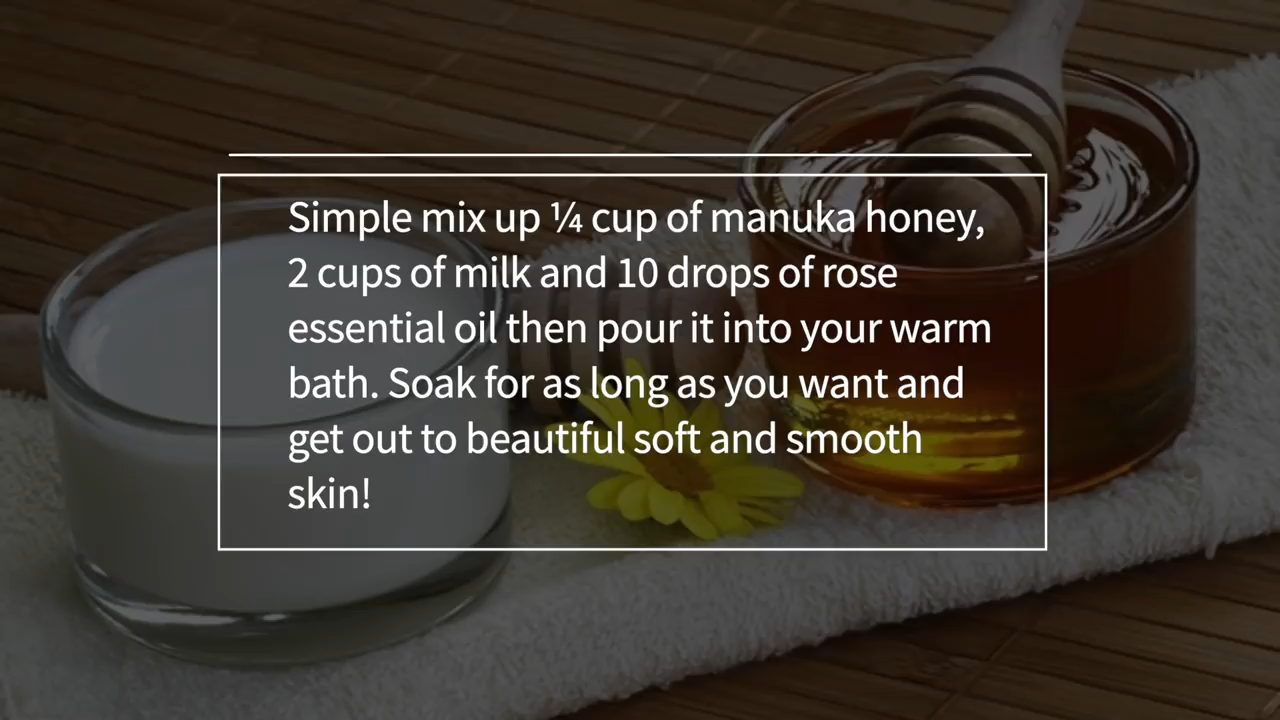 Simple mix up ¼ cup of manuka honey,
2 cups of milk and 10 drops of rose
essential oil then pour it into your warm
bath. Soak for as long as you want and
get out to beautiful soft and smooth
skin!